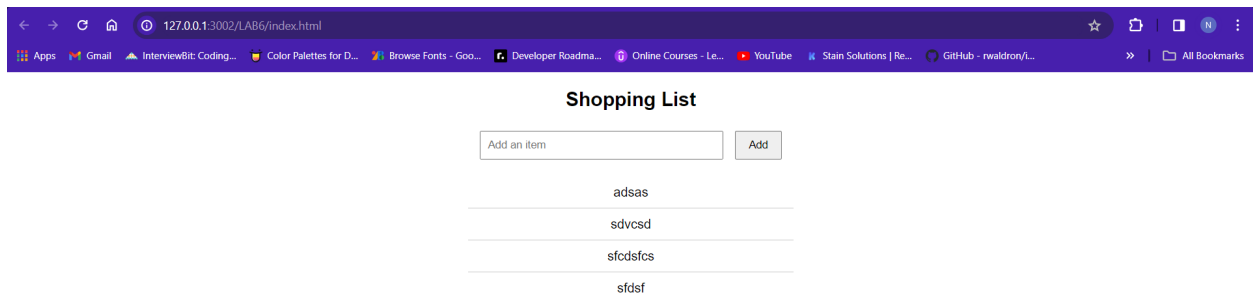 127.0.0.1:3002/LAB6/index.html N
Apps Gmail InterviewBit: Coding... Color Palettes for D... Browse Fonts - Goo... Developer Roadma... Online Courses - Le... YouTube Stain Solutions | Re... GitHub - rwaldron/i... » All Bookmarks
Shopping List
Add an item Add
adsas
sdvcsd
sfcdsfcs
sfdsf